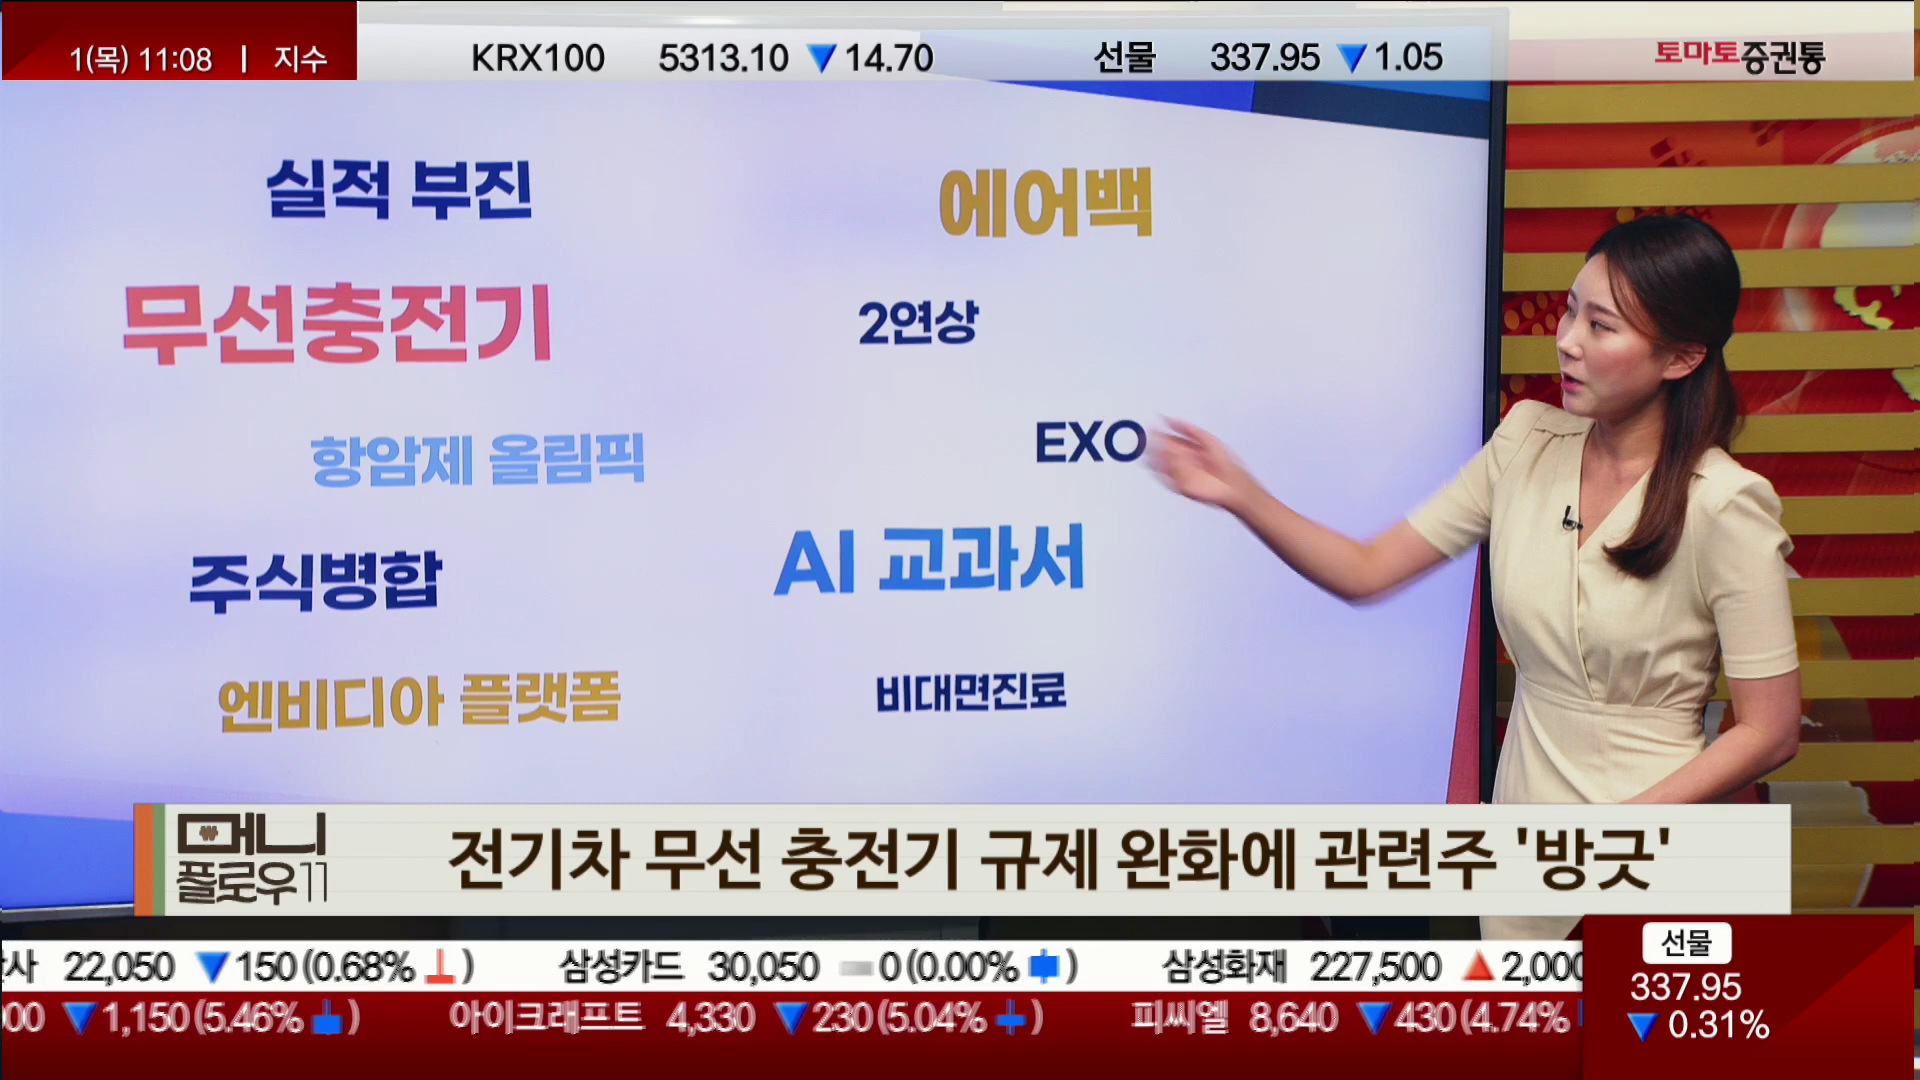 1(목) 11:08 | 지수
KRX100 5313.10 ▼14.70 선물 337.95 ▼1.05
토마토증권통
실적 부진
에어백
무선충전기
2연상
항암제 올림픽
EXO
주식병합
AI 교과서
엔비디아 플랫폼
비대면진료
머니
플로우11
전기차 무선 충전기 규제 완화에 관련주 '방긋'
사 22,050 ▼150(0.68%) 삼성카드 30,050 0(0.00%) 삼성화재 227,500 ▲2,000
00 ▼1,150(5.46%) 아이크래프트 4,330 ▼230(5.04%) 피씨엘 8,640 ▼430(4.74%
선물
337.95
▼0.31%